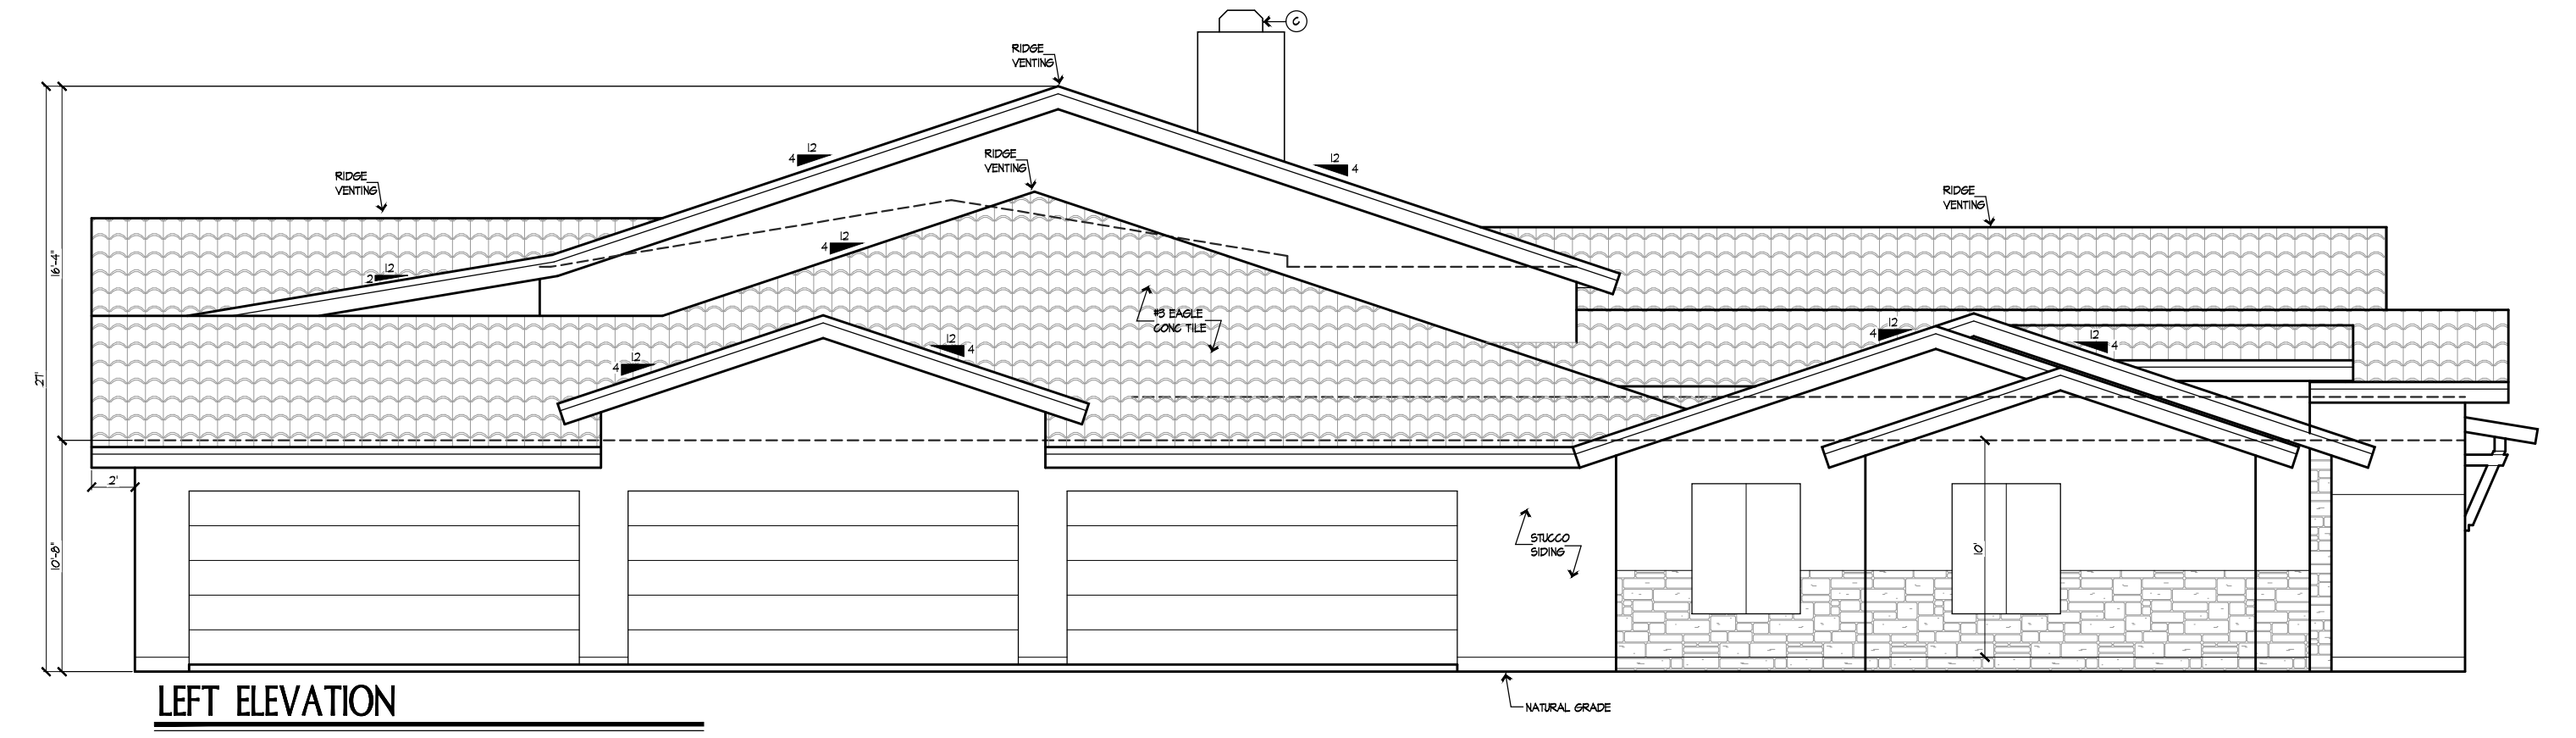 C
RIDGE
VENTING
RIDGE
VENTING
12
4
12
4
RIDGE
VENTING
RIDGE
VENTING
12
4
12
2
16'-4"
#3 EAGLE
CONC TILE
12
4
12
4
12
4
12
4
21'
2'
10'-8"
STUCCO
SIDING
10'
NATURAL GRADE
LEFT ELEVATION